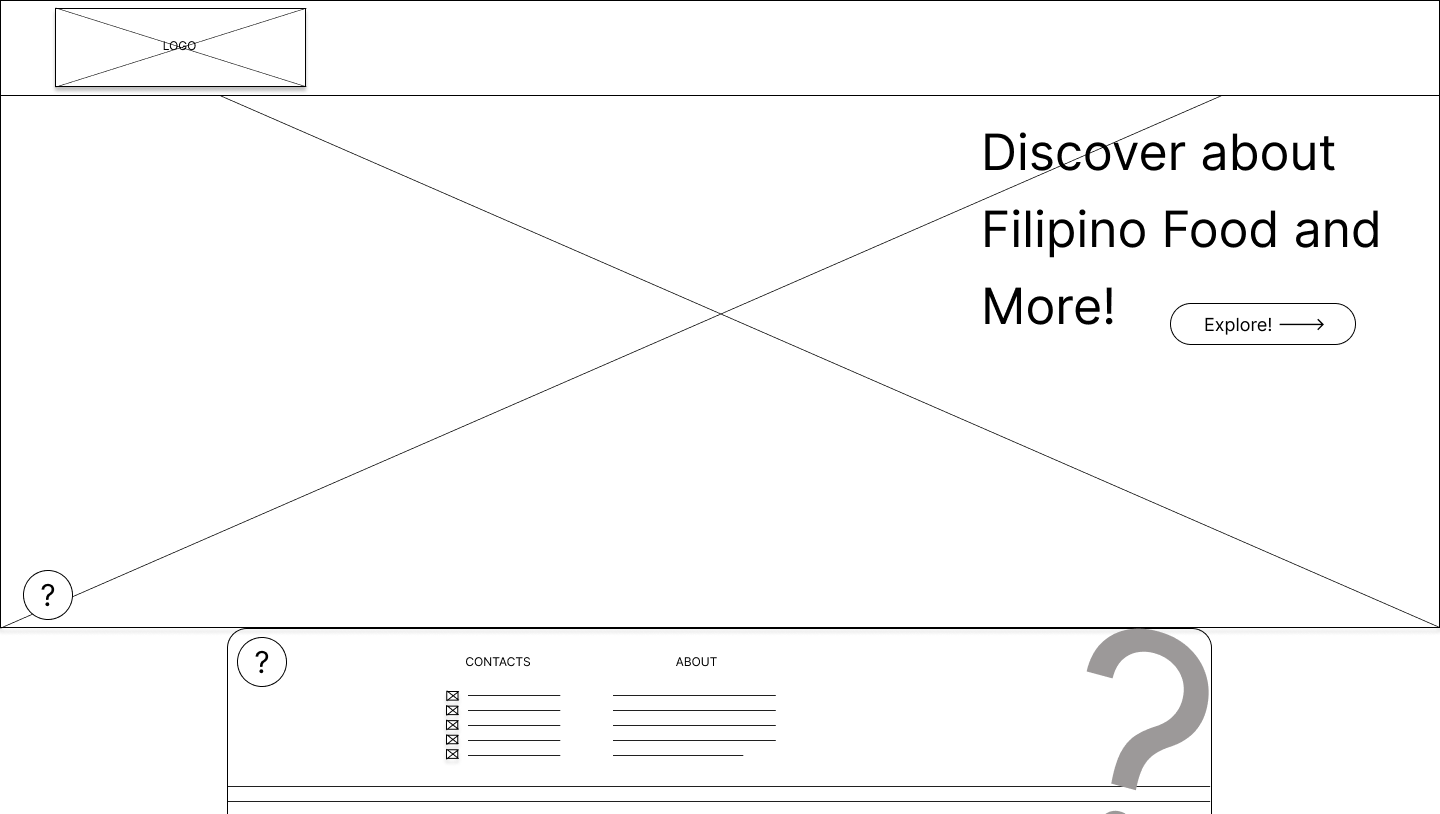 LOGO
Discover about
Filipino Food and
More!
Explore!
?
?
CONTACTS
ABOUT
?